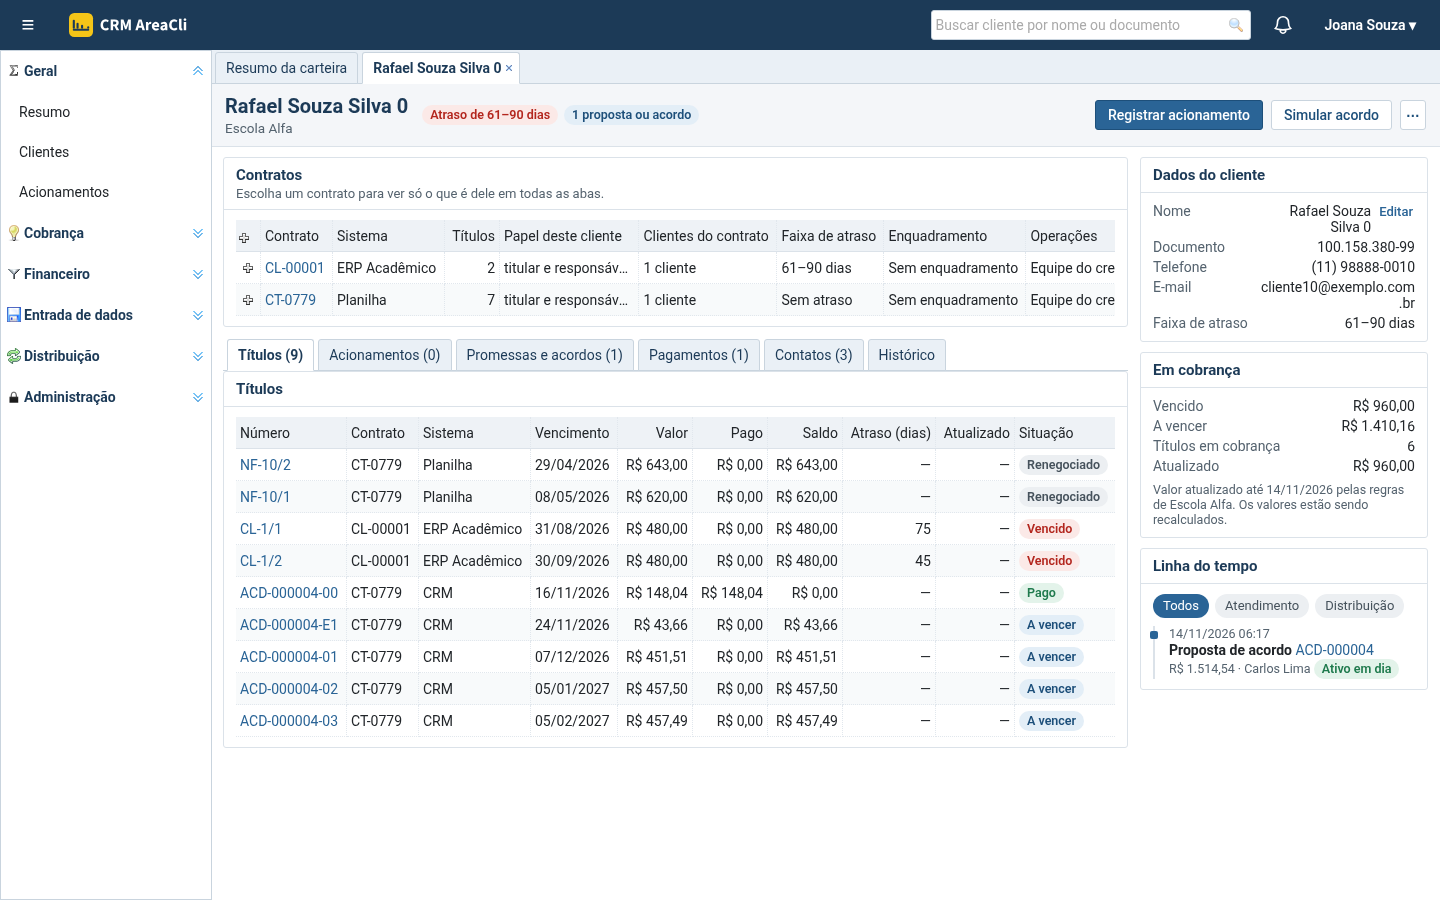 CRM AreaCli
Buscar cliente por nome ou documento
Joana Souza ▾
Geral
Resumo
Clientes
Acionamentos
Cobrança
Financeiro
Entrada de dados
Distribuição
Administração
Resumo da carteira
Rafael Souza Silva 0 ×
Rafael Souza Silva 0
Atraso de 61–90 dias
1 proposta ou acordo
Escola Alfa
Registrar acionamento
Simular acordo
···
Contratos
Escolha um contrato para ver só o que é dele em todas as abas.
Contrato Sistema Títulos Papel deste cliente Clientes do contrato Faixa de atraso Enquadramento Operações
CL-00001 ERP Acadêmico 2 titular e responsáv... 1 cliente 61–90 dias Sem enquadramento Equipe do cre
CT-0779 Planilha 7 titular e responsáv... 1 cliente Sem atraso Sem enquadramento Equipe do cre
Títulos (9)
Acionamentos (0)
Promessas e acordos (1)
Pagamentos (1)
Contatos (3)
Histórico
Títulos
Número Contrato Sistema Vencimento Valor Pago Saldo Atraso (dias) Atualizado Situação
NF-10/2 CT-0779 Planilha 29/04/2026 R$ 643,00 R$ 0,00 R$ 643,00 — — Renegociado
NF-10/1 CT-0779 Planilha 08/05/2026 R$ 620,00 R$ 0,00 R$ 620,00 — — Renegociado
CL-1/1 CL-00001 ERP Acadêmico 31/08/2026 R$ 480,00 R$ 0,00 R$ 480,00 75 — Vencido
CL-1/2 CL-00001 ERP Acadêmico 30/09/2026 R$ 480,00 R$ 0,00 R$ 480,00 45 — Vencido
ACD-000004-00 CT-0779 CRM 16/11/2026 R$ 148,04 R$ 148,04 R$ 0,00 — — Pago
ACD-000004-E1 CT-0779 CRM 24/11/2026 R$ 43,66 R$ 0,00 R$ 43,66 — — A vencer
ACD-000004-01 CT-0779 CRM 07/12/2026 R$ 451,51 R$ 0,00 R$ 451,51 — — A vencer
ACD-000004-02 CT-0779 CRM 05/01/2027 R$ 457,50 R$ 0,00 R$ 457,50 — — A vencer
ACD-000004-03 CT-0779 CRM 05/02/2027 R$ 457,49 R$ 0,00 R$ 457,49 — — A vencer
Dados do cliente
Nome Rafael Souza Editar
Silva 0
Documento 100.158.380-99
Telefone (11) 98888-0010
E-mail cliente10@exemplo.com
.br
Faixa de atraso 61–90 dias
Em cobrança
Vencido R$ 960,00
A vencer R$ 1.410,16
Títulos em cobrança 6
Atualizado R$ 960,00
Valor atualizado até 14/11/2026 pelas regras
de Escola Alfa. Os valores estão sendo
recalculados.
Linha do tempo
Todos Atendimento Distribuição
14/11/2026 06:17
Proposta de acordo ACD-000004
R$ 1.514,54 · Carlos Lima Ativo em dia